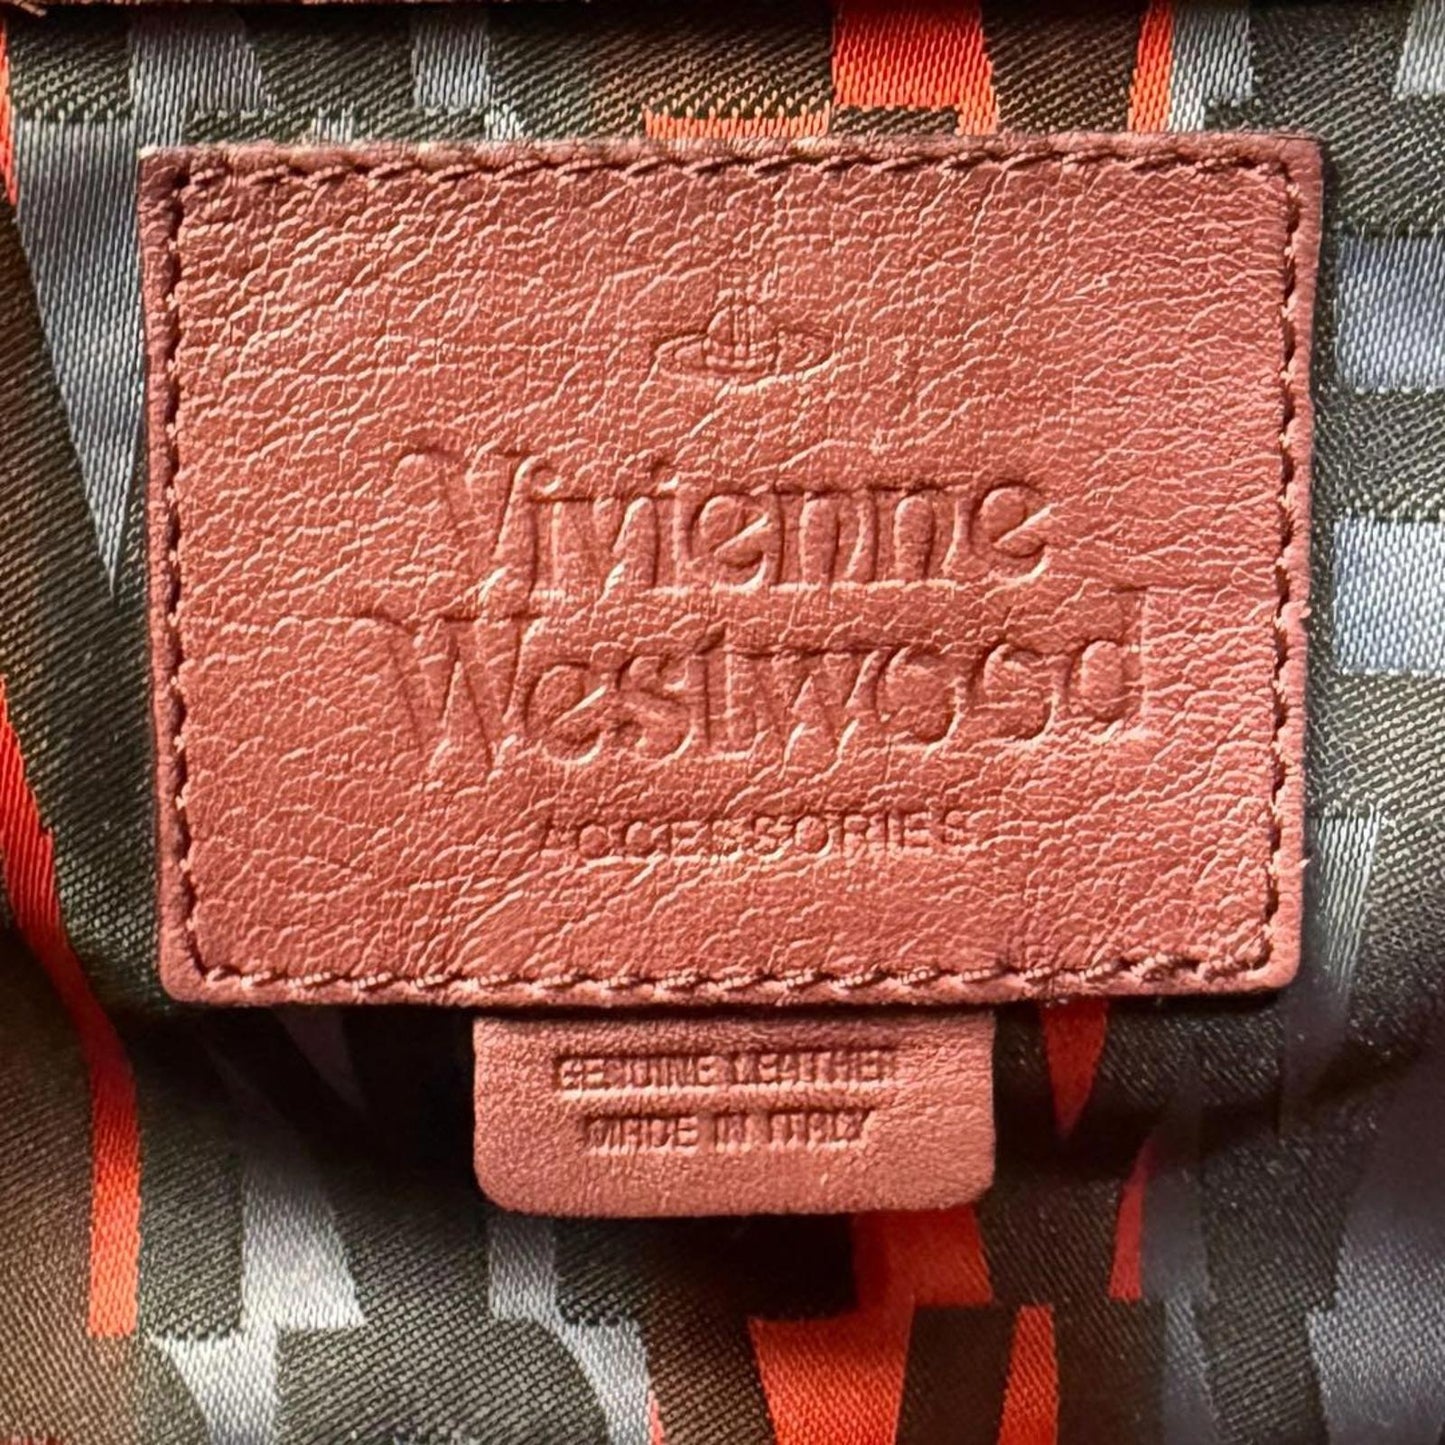 Vivienne
Westwood
ACCESSORIES
GENUINE LEATHER
MADE IN ITALY